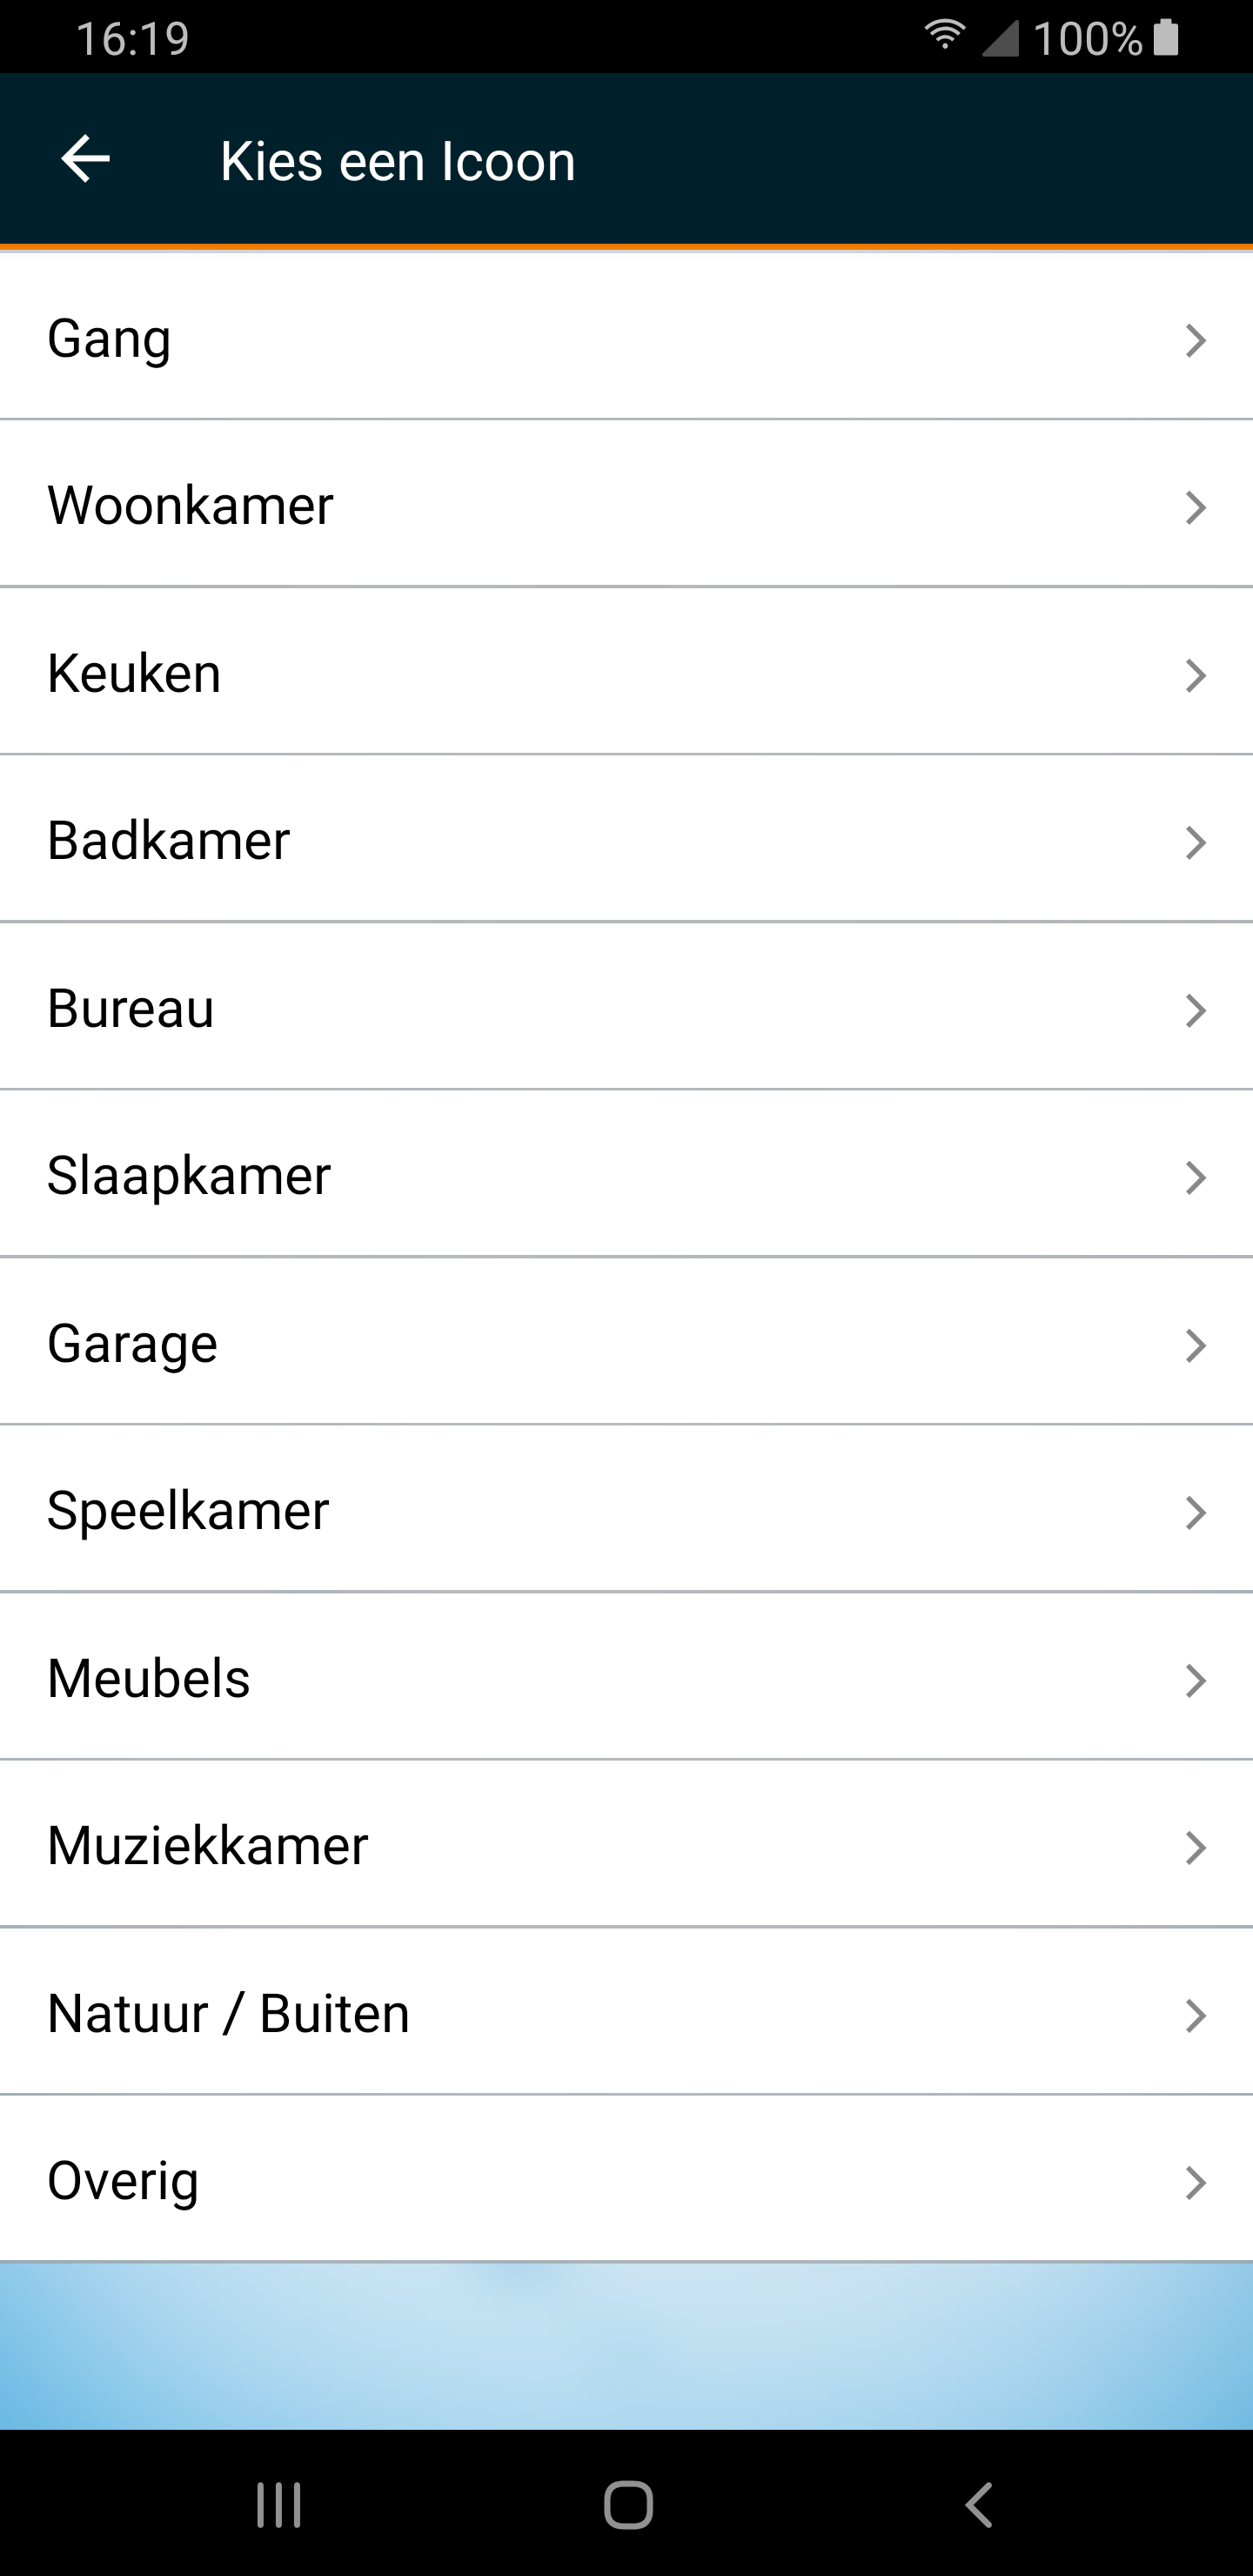 16:19
100%
Kies een Icoon
Gang
Woonkamer
Keuken
Badkamer
Bureau
Slaapkamer
Garage
Speelkamer
Meubels
Muziekkamer
Natuur / Buiten
Overig